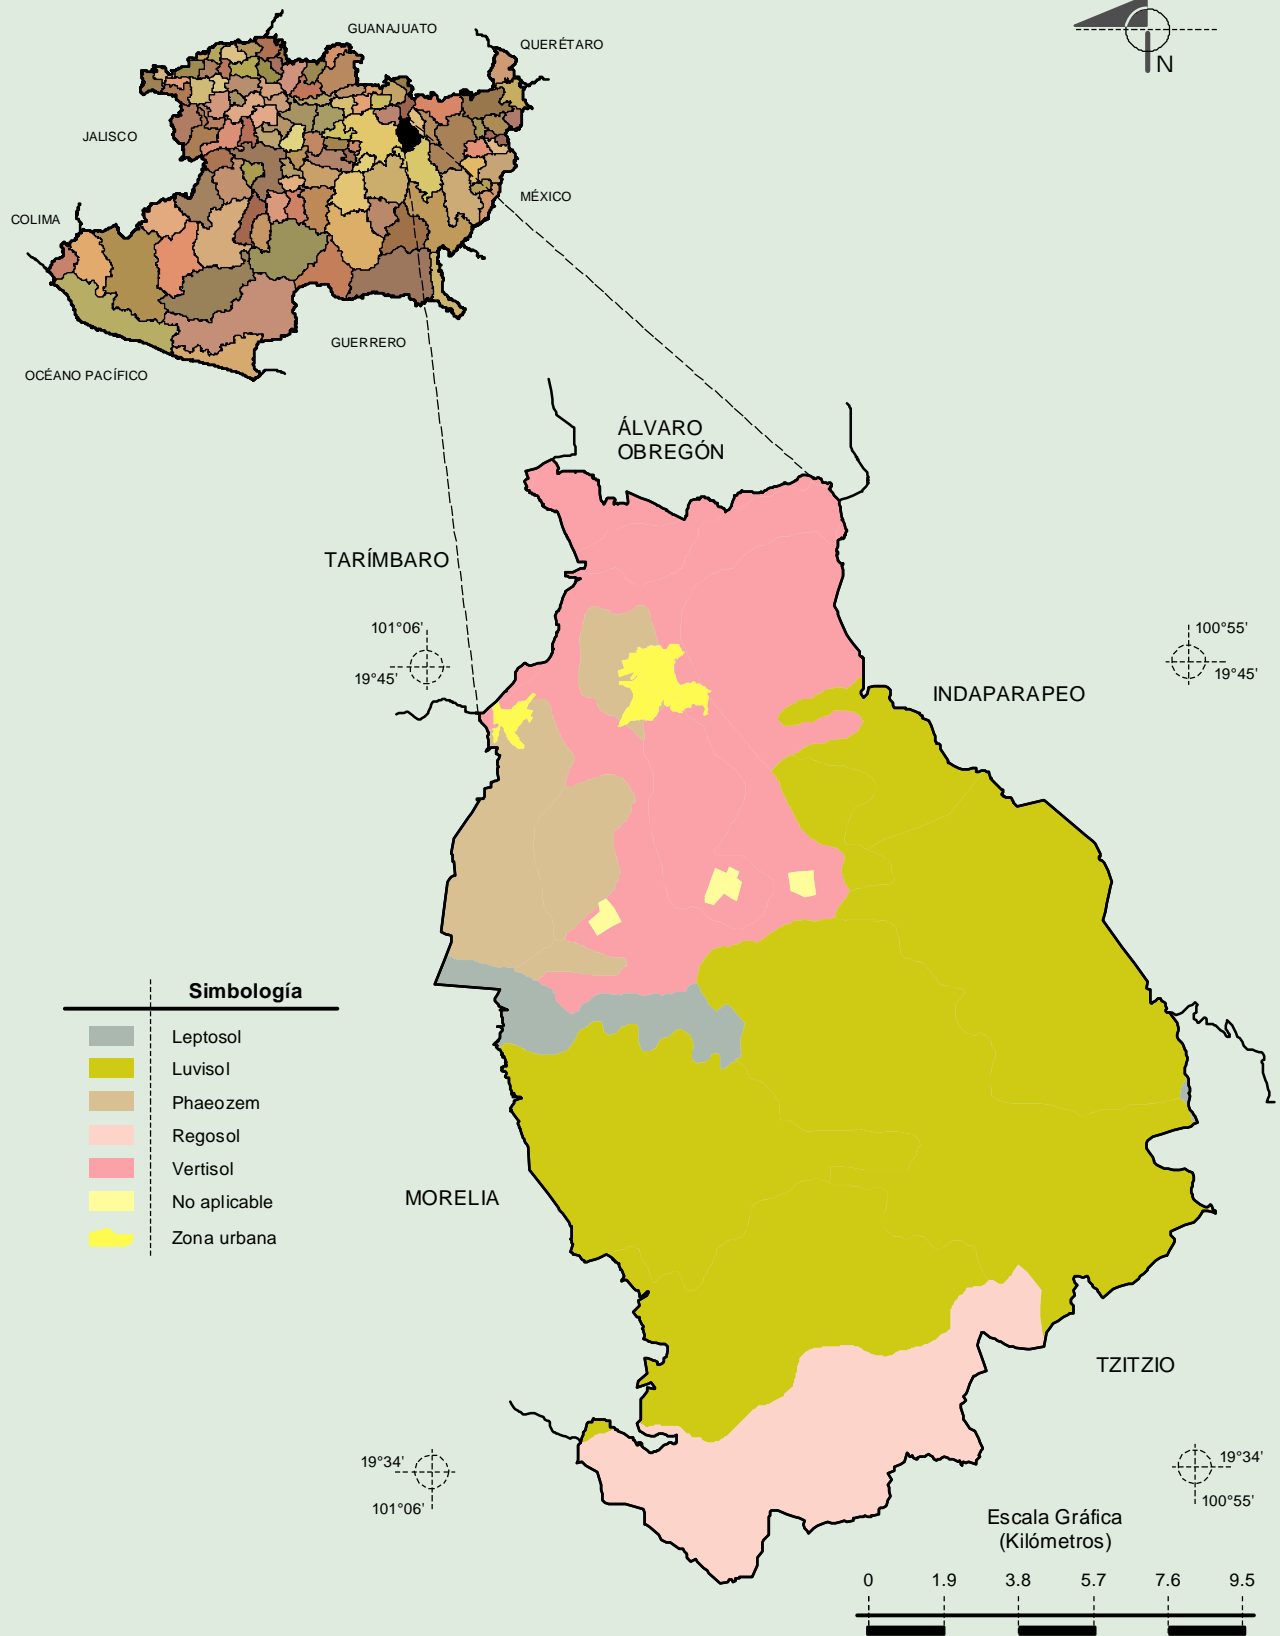 GUANAJUATO
QUERÉTARO
N
JALISCO
MÉXICO
COLIMA
GUERRERO
OCÉANO PACÍFICO
ÁLVARO
OBREGÓN
TARÍMBARO
101°06'
19°45'
100°55'
19°45'
INDAPARAPEO
Simbología
Leptosol
Luvisol
Phaeozem
Regosol
Vertisol
No aplicable
Zona urbana
MORELIA
TZITZIO
19°34'
101°06'
19°34'
100°55'
Escala Gráfica
(Kilómetros)
0 1.9 3.8 5.7 7.6 9.5